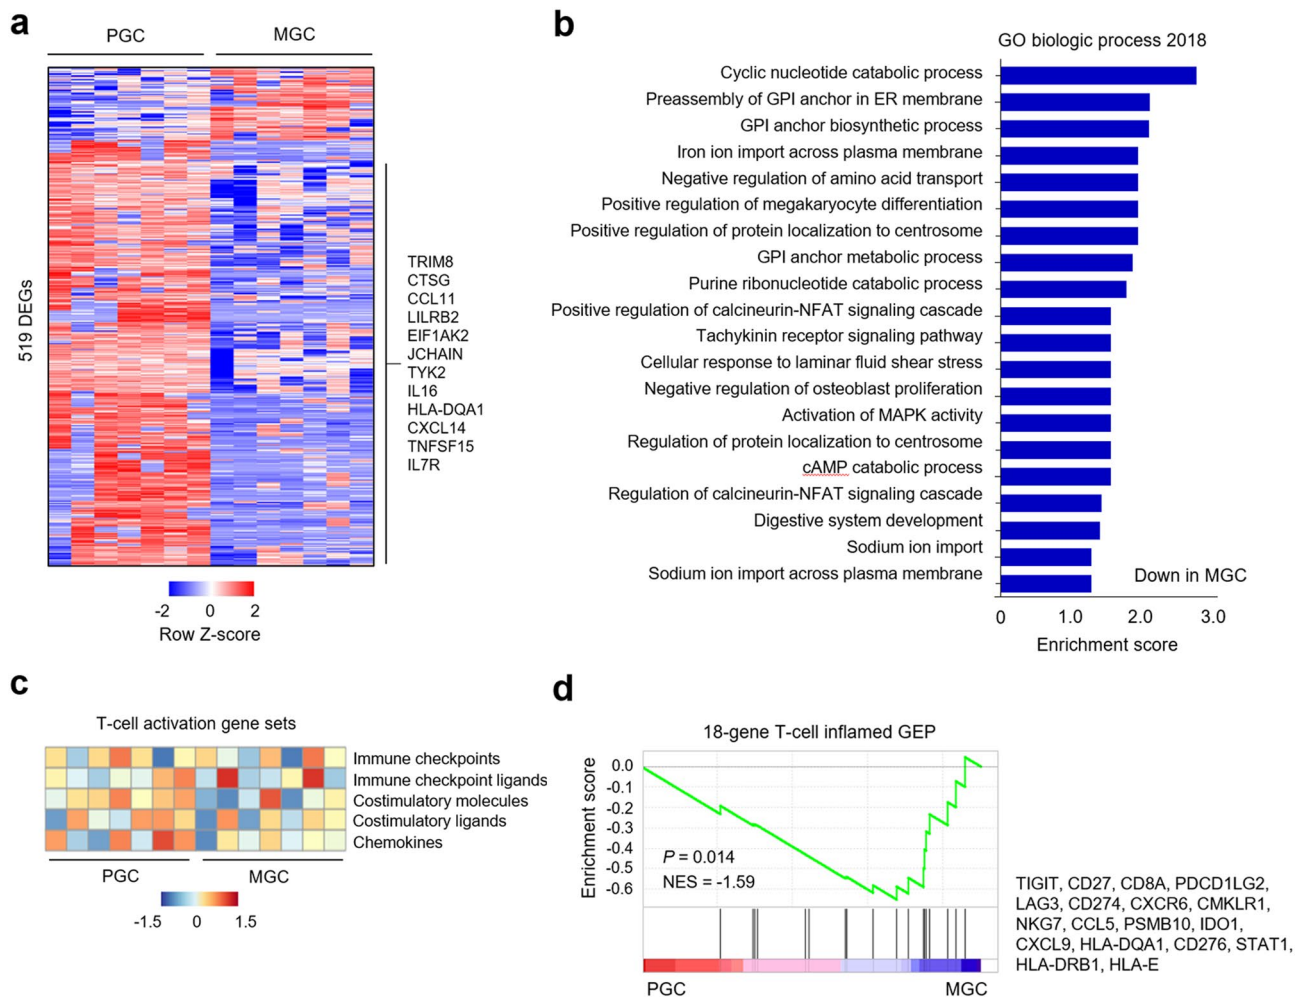 a
PGC
MGC
519 DEGs
TRIM8
CTSG
CCL11
LILRB2
EIF1AK2
JCHAIN
TYK2
IL16
HLA-DQA1
CXCL14
TNFSF15
IL7R
-2
0
2
Row Z-score
b
GO biologic process 2018
Cyclic nucleotide catabolic process
Preassembly of GPI anchor in ER membrane
GPI anchor biosynthetic process
Iron ion import across plasma membrane
Negative regulation of amino acid transport
Positive regulation of megakaryocyte differentiation
Positive regulation of protein localization to centrosome
GPI anchor metabolic process
Purine ribonucleotide catabolic process
Positive regulation of calcineurin-NFAT signaling cascade
Tachykinin receptor signaling pathway
Cellular response to laminar fluid shear stress
Negative regulation of osteoblast proliferation
Activation of MAPK activity
Regulation of protein localization to centrosome
cAMP catabolic process
Regulation of calcineurin-NFAT signaling cascade
Digestive system development
Sodium ion import
Sodium ion import across plasma membrane
Down in MGC
0 1.0 2.0 3.0
Enrichment score
c
T-cell activation gene sets
Immune checkpoints
Immune checkpoint ligands
Costimulatory molecules
Costimulatory ligands
Chemokines
PGC
MGC
-1.5 0 1.5
d
18-gene T-cell inflamed GEP
Enrichment score
0.0
-0.1
-0.2
-0.3
-0.4
-0.5
-0.6
P = 0.014
NES = -1.59
PGC
MGC
TIGIT, CD27, CD8A, PDCD1LG2,
LAG3, CD274, CXCR6, CMKLR1,
NKG7, CCL5, PSMB10, IDO1,
CXCL9, HLA-DQA1, CD276, STAT1,
HLA-DRB1, HLA-E